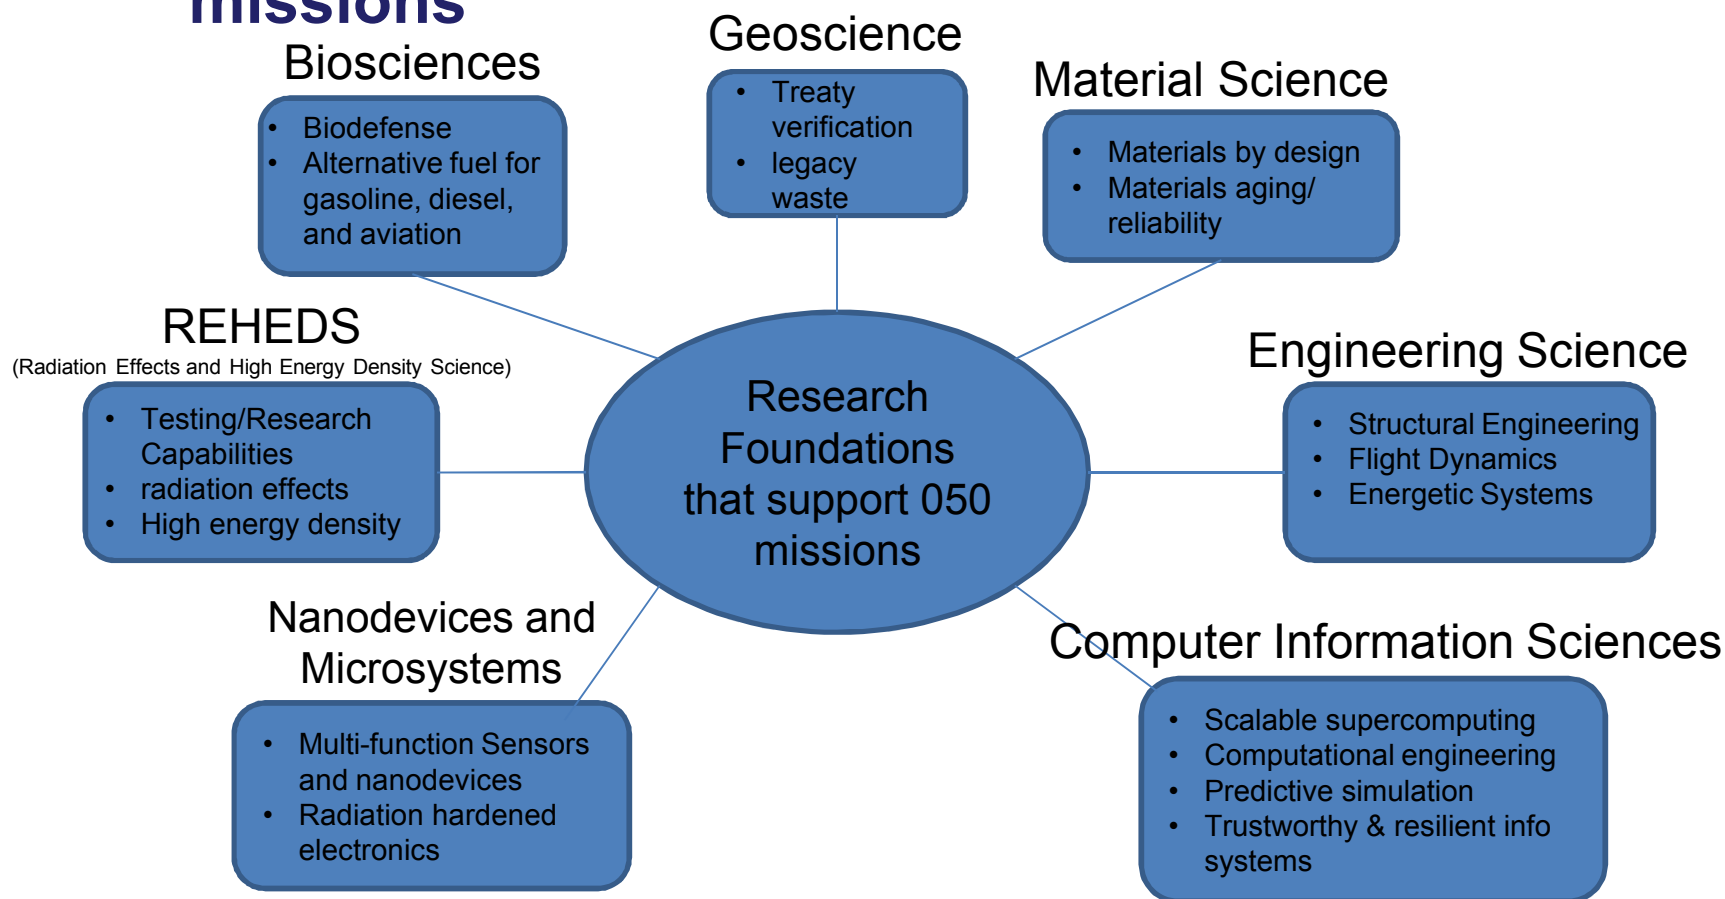 missions
Biosciences
• Biodefense
• Alternative fuel for
gasoline, diesel,
and aviation
Geoscience
• Treaty
verification
• legacy
waste
Material Science
• Materials by design
• Materials aging/
reliability
REHEDS
(Radiation Effects and High Energy Density Science)
• Testing/Research
Capabilities
• radiation effects
• High energy density
Research
Foundations
that support 050
missions
Engineering Science
• Structural Engineering
• Flight Dynamics
• Energetic Systems
Nanodevices and
Microsystems
• Multi-function Sensors
and nanodevices
• Radiation hardened
electronics
Computer Information Sciences
• Scalable supercomputing
• Computational engineering
• Predictive simulation
• Trustworthy & resilient info
systems